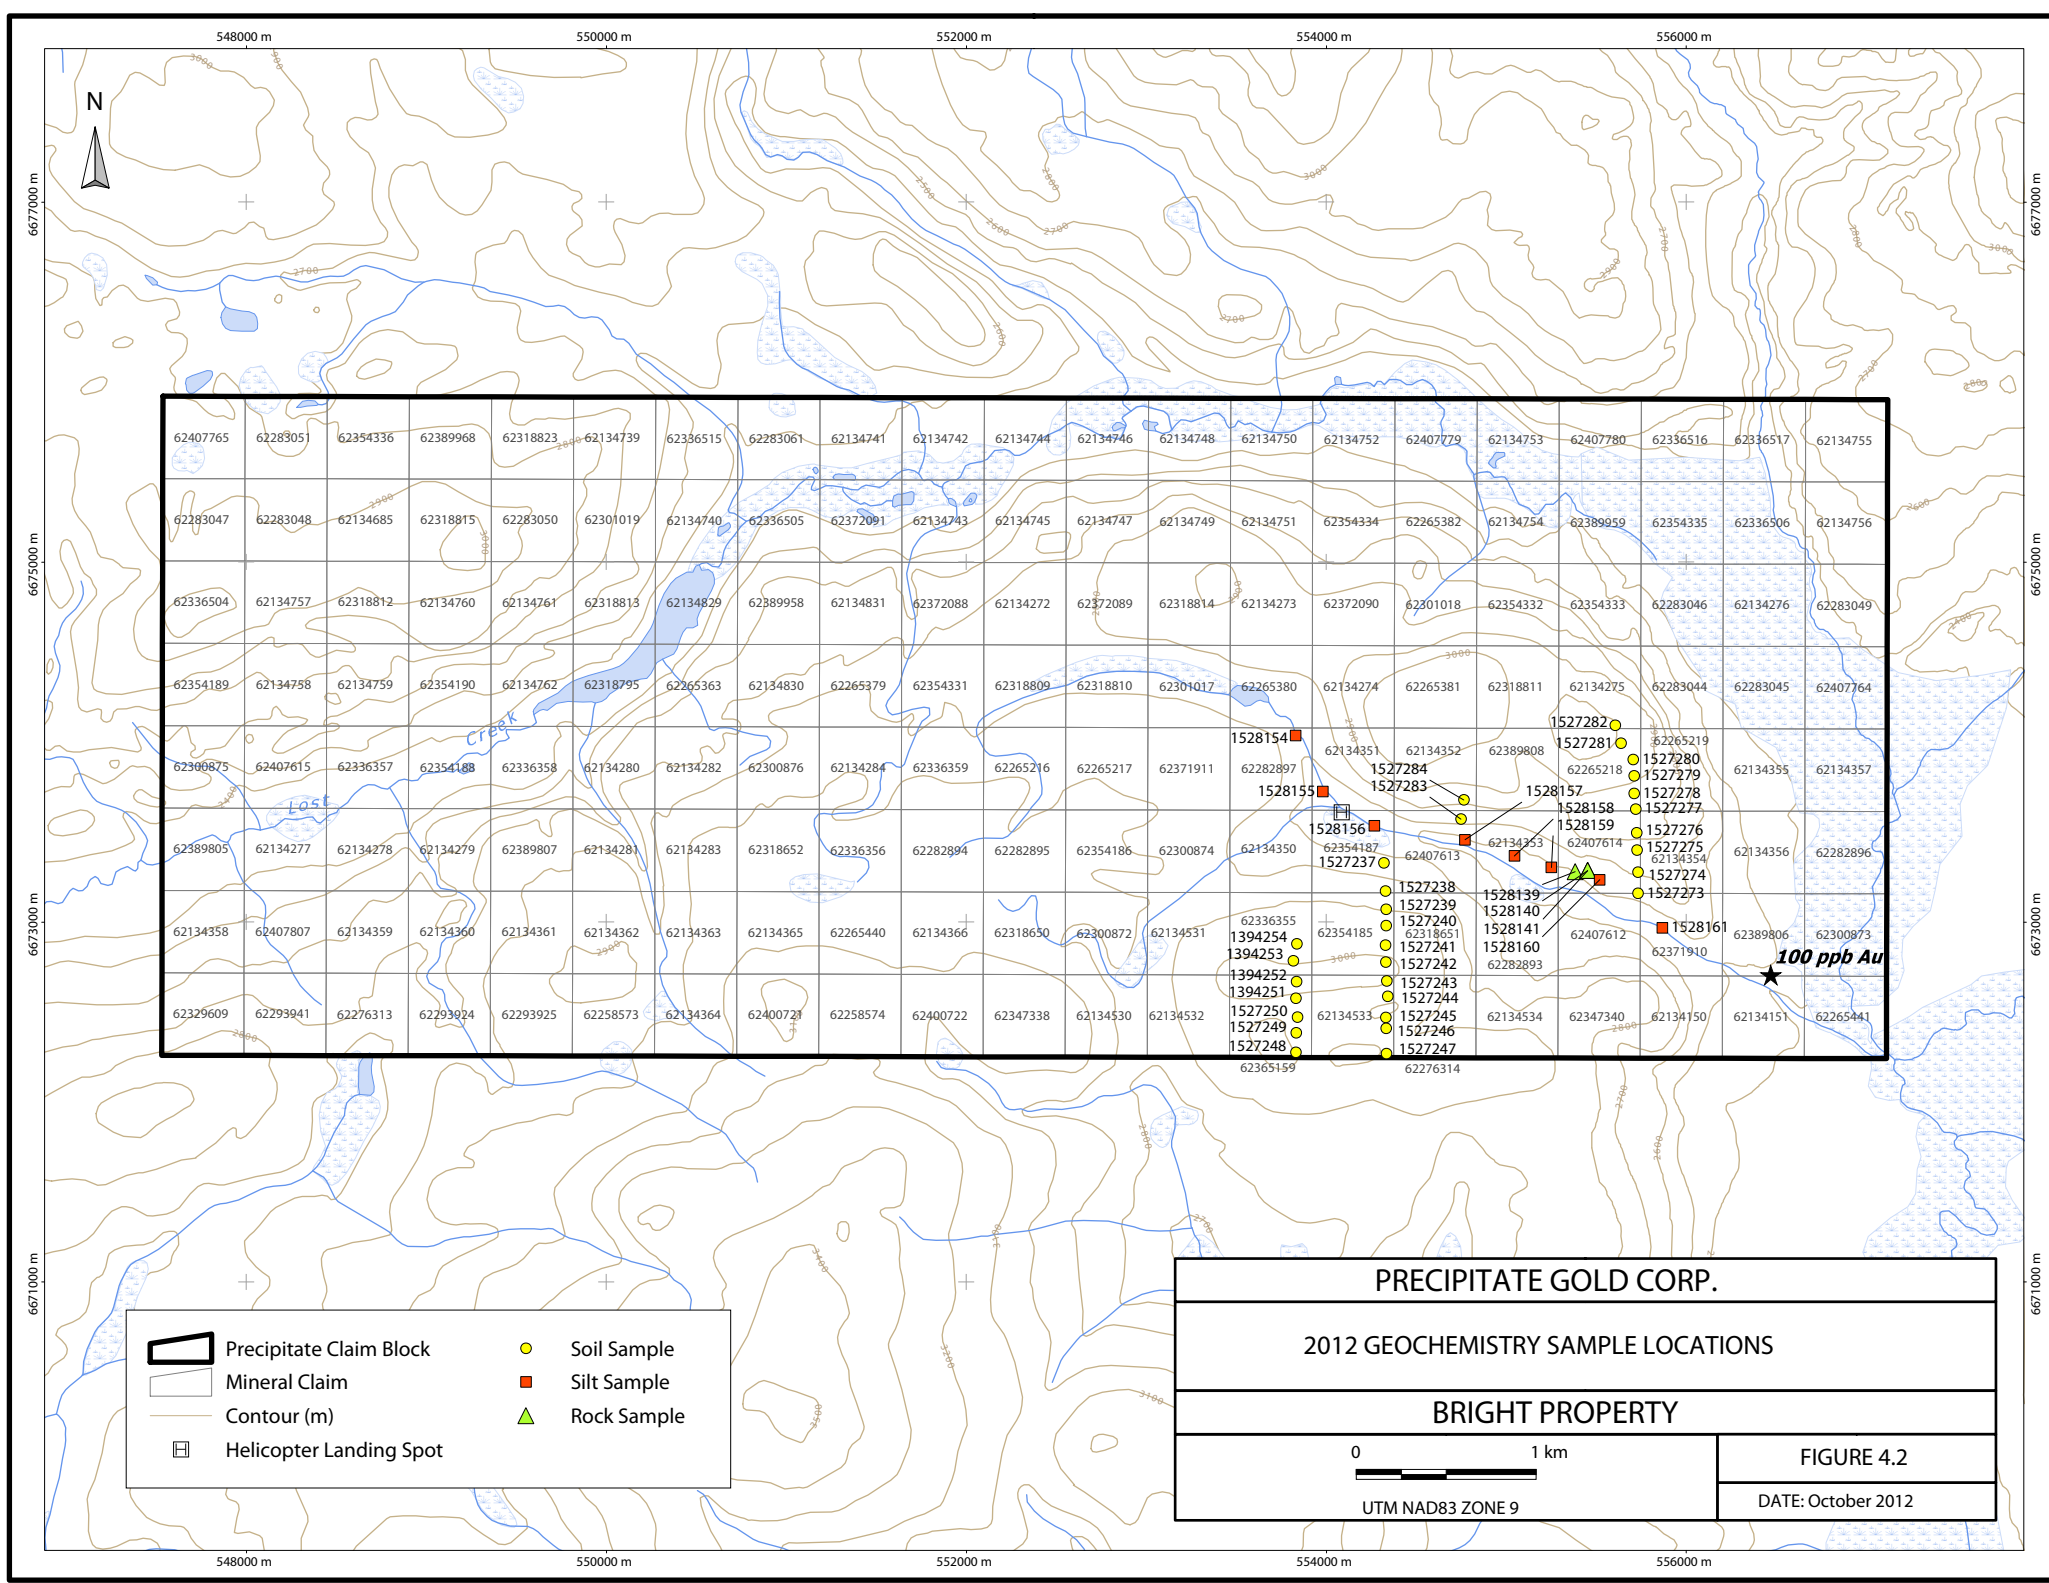 548000 m 550000 m 552000 m 554000 m 556000 m
N
6677000 m 6677000 m
6675000 m 6675000 m
6673000 m 6673000 m
6671000 m 6671000 m
62407765 62283051 62354336 62389968 62318823 62134739 62336515 62283061 62134741 62134742 62134744 62134746 62134748 62134750 62134752 62407779 62134753 62407780 62336516 62336517 62134755
62283047 62283048 62134685 62318815 62283050 62301019 62134740 62336505 62372091 62134743 62134745 62134747 62134749 62134751 62354334 62265382 62134754 62389959 62354335 62336506 62134756
62336504 62134757 62318812 62134760 62134761 62318813 62134829 62389958 62134831 62372088 62134272 62372089 62318814 62134273 62372090 62301018 62354332 62354333 62283046 62134276 62283049
62354189 62134758 62134759 62354190 62134762 62318795 62265363 62134830 62265379 62354331 62318809 62318810 62301017 62265380 62134274 62265381 62318811 62134275 62283044 62283045 62407764
62300875 62407615 62336357 62354188 62336358 62134280 62134282 62300876 62134284 62336359 62265216 62265217 62371911 62282897 62134351 62134352 62389808 62265218 62265219 62134355 62134357
62389805 62134277 62134278 62134279 62389807 62134281 62134283 62318652 62336356 62282894 62282895 62354186 62300874 62134350 62354187 62407613 62134353 62407614 62134354 62134356 62282896
62134358 62407807 62134359 62134360 62134361 62134362 62134363 62134365 62265440 62134366 62318650 62300872 62134531 62336355 62354185 62318651 62282893 62407612 62371910 62389806 62300873
62329609 62293941 62276313 62293924 62293925 62258573 62134364 62400721 62258574 62400722 62347338 62134530 62134532 62365159 62134533 62276314 62134534 62347340 62134150 62134151 62265441
Lost Creek
1528154
1528155
1528156
1527284
1527283
1528157
1528158
1528159
1527282
1527281
1527280
1527279
1527278
1527277
1527276
1527275
1527274
1527273
1527237
1527238
1527239
1527240
1527241
1527242
1527243
1527244
1527245
1527246
1527247
1528139
1528140
1528141
1528160
1528161
1394254
1394253
1394252
1394251
1527250
1527249
1527248
100 ppb Au
Precipitate Claim Block
Mineral Claim
Contour (m)
H Helicopter Landing Spot
Soil Sample
Silt Sample
Rock Sample
PRECIPITATE GOLD CORP.
2012 GEOCHEMISTRY SAMPLE LOCATIONS
BRIGHT PROPERTY
0 1 km
UTM NAD83 ZONE 9
FIGURE 4.2
DATE: October 2012
548000 m 550000 m 552000 m 554000 m 556000 m